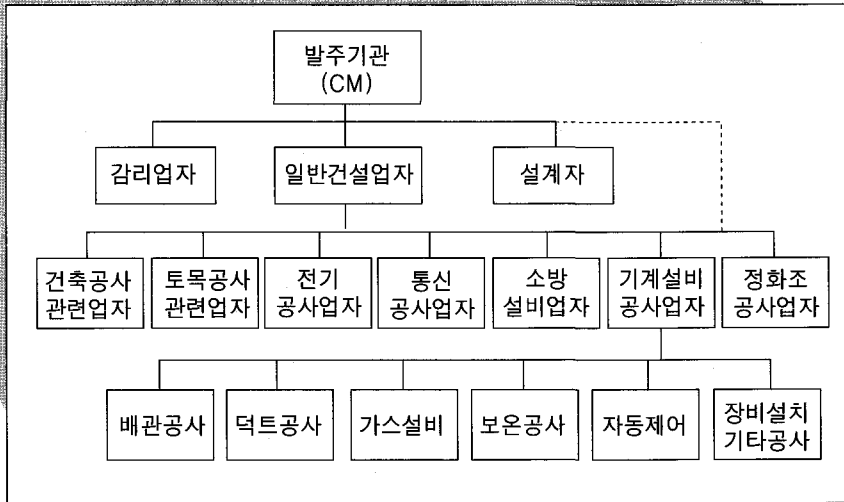 발주기관
(CM)
감리업자
일반건설업자
설계자
건축공사
관련업자
토목공사
관련업자
전기
공사업자
통신
공사업자
소방
설비업자
기계설비
공사업자
정화조
공사업자
배관공사
덕트공사
가스설비
보온공사
자동제어
장비설치
기타공사